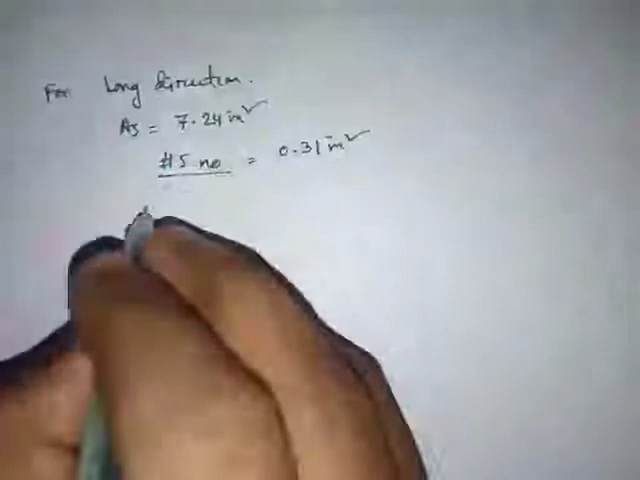 For Long direction.
As = 7.24 in²
#5 no = 0.31 in²